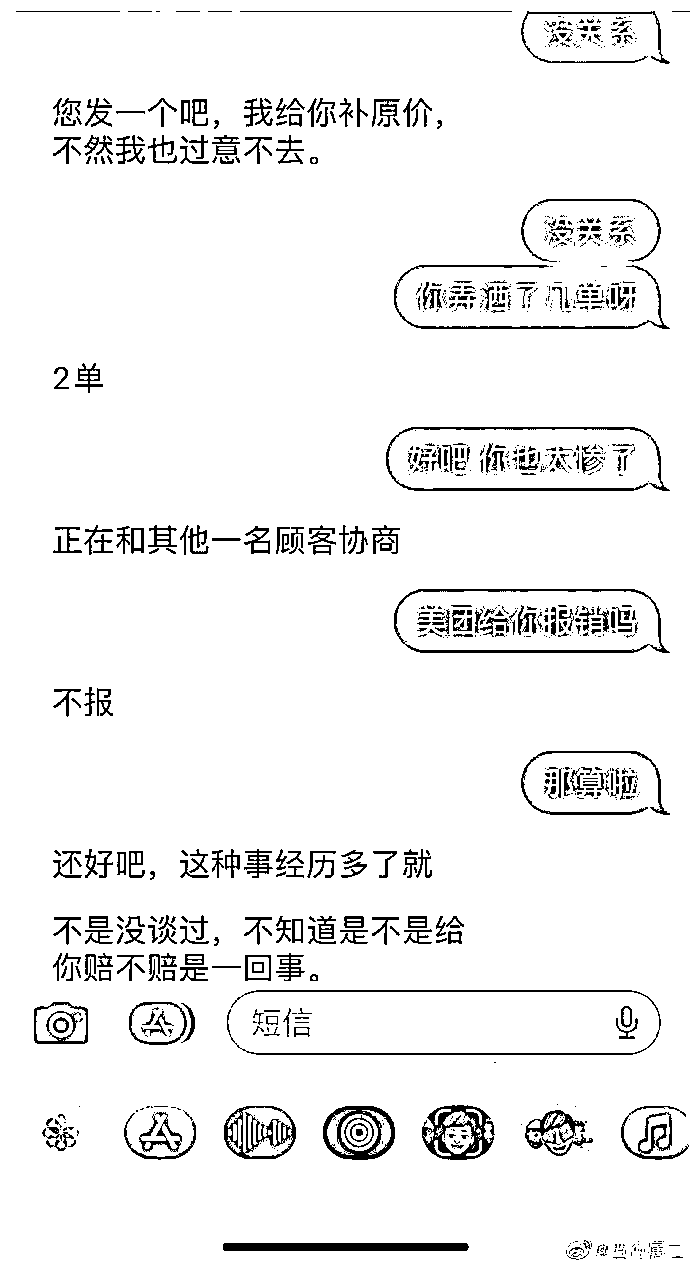 没关系
您发一个吧，我给你补原价，
不然我也过意不去。
没关系
你弄洒了几单呀
2单
好吧 你也太惨了
正在和其他一名顾客协商
美团给你报销吗
不报
那算啦
还好吧，这种事经历多了就
不是没谈过，不知道是不是给
你赔不赔是一回事。
短信